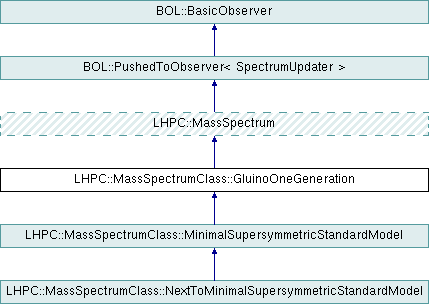 BOL::BasicObserver
BOL::PushedToObserver< SpectrumUpdater >
LHPC::MassSpectrum
LHPC::MassSpectrumClass::GluinoOneGeneration
LHPC::MassSpectrumClass::MinimalSupersymmetricStandardModel
LHPC::MassSpectrumClass::NextToMinimalSupersymmetricStandardModel